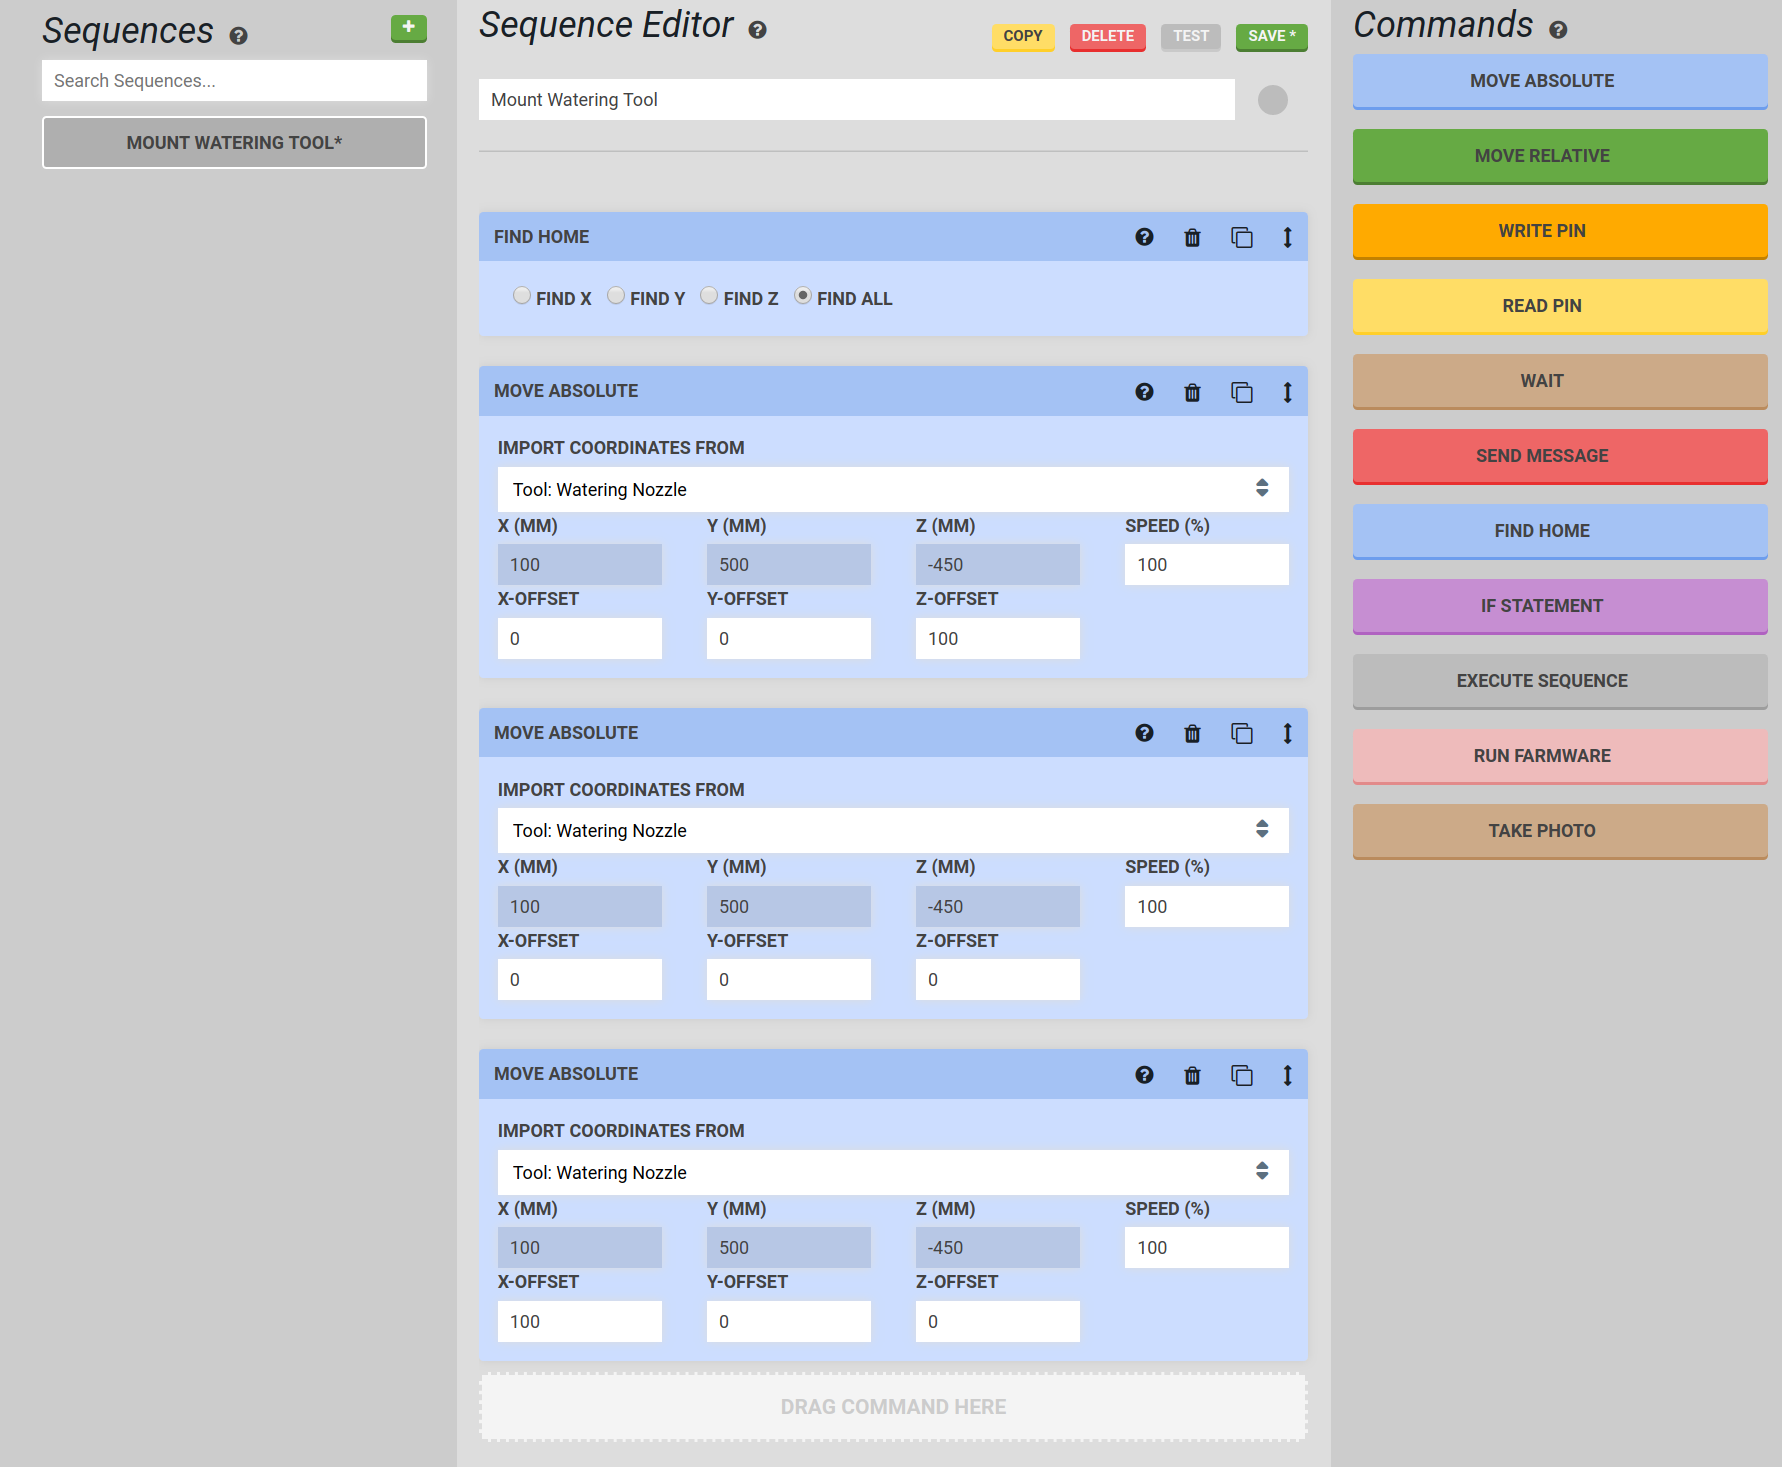 Sequences
+
Search Sequences...
MOUNT WATERING TOOL*
Sequence Editor
COPY
DELETE
TEST
SAVE *
Mount Watering Tool
FIND HOME
FIND X
FIND Y
FIND Z
FIND ALL
MOVE ABSOLUTE
IMPORT COORDINATES FROM
Tool: Watering Nozzle
X (MM) Y (MM) Z (MM) SPEED (%)
100 500 -450 100
X-OFFSET Y-OFFSET Z-OFFSET
0 0 100
MOVE ABSOLUTE
IMPORT COORDINATES FROM
Tool: Watering Nozzle
X (MM) Y (MM) Z (MM) SPEED (%)
100 500 -450 100
X-OFFSET Y-OFFSET Z-OFFSET
0 0 0
MOVE ABSOLUTE
IMPORT COORDINATES FROM
Tool: Watering Nozzle
X (MM) Y (MM) Z (MM) SPEED (%)
100 500 -450 100
X-OFFSET Y-OFFSET Z-OFFSET
100 0 0
DRAG COMMAND HERE
Commands
MOVE ABSOLUTE
MOVE RELATIVE
WRITE PIN
READ PIN
WAIT
SEND MESSAGE
FIND HOME
IF STATEMENT
EXECUTE SEQUENCE
RUN FARMWARE
TAKE PHOTO